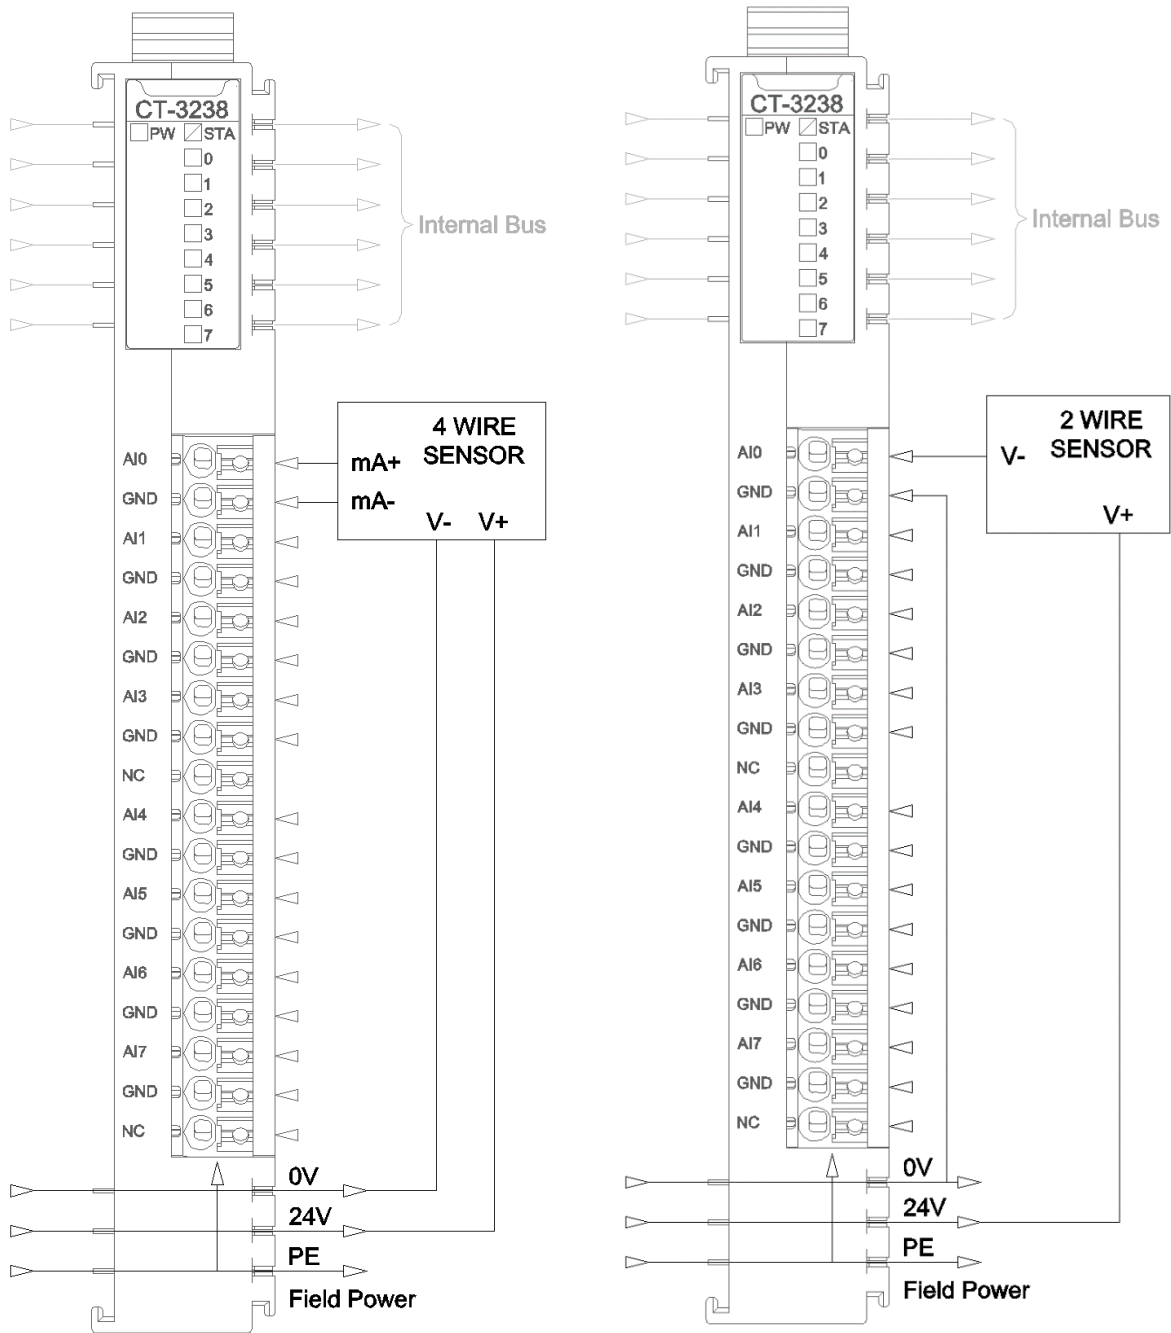 CT-3238
PW STA
0
1
2
3
4
5
6
7
Internal Bus
4 WIRE
SENSOR
mA+
mA-
V- V+
AI0
GND
AI1
GND
AI2
GND
AI3
GND
NC
AI4
GND
AI5
GND
AI6
GND
AI7
GND
NC
0V
24V
PE
Field Power
CT-3238
PW STA
0
1
2
3
4
5
6
7
Internal Bus
2 WIRE
SENSOR
V-
V+
AI0
GND
AI1
GND
AI2
GND
AI3
GND
NC
AI4
GND
AI5
GND
AI6
GND
AI7
GND
NC
0V
24V
PE
Field Power